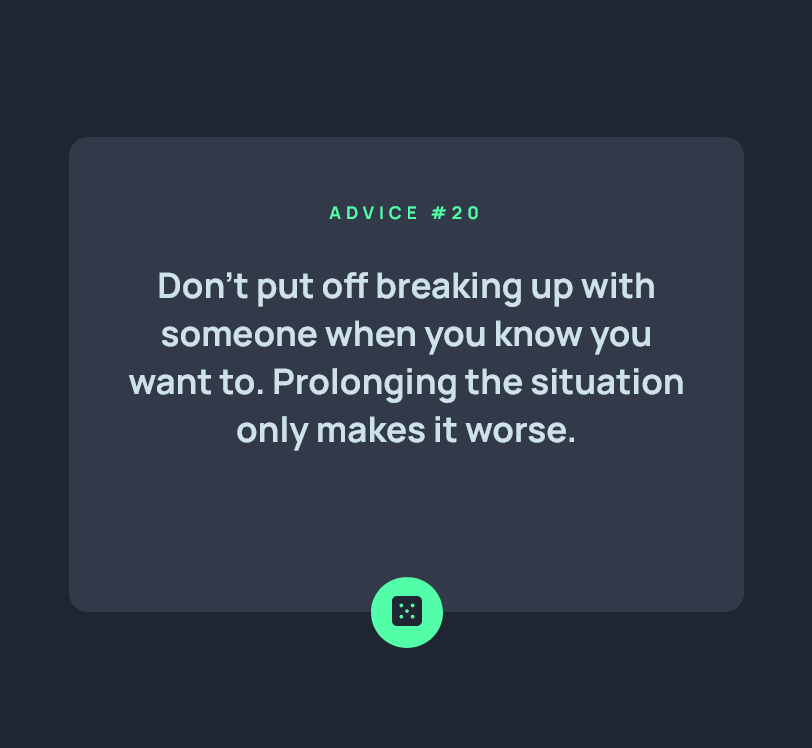 ADVICE #20
Don’t put off breaking up with
someone when you know you
want to. Prolonging the situation
only makes it worse.